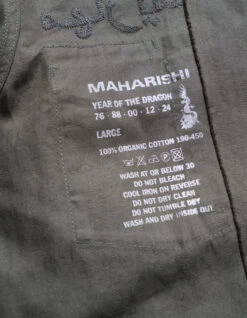 MAHARISHI
YEAR OF THE DRAGON
76 - 88 - 00 - 12 - 24
LARGE
100% ORGANIC COTTON 190-450
WASH AT OR BELOW 30
DO NOT BLEACH
COOL IRON ON REVERSE
DO NOT DRY CLEAN
DO NOT TUMBLE DRY
WASH AND DRY INSIDE OUT